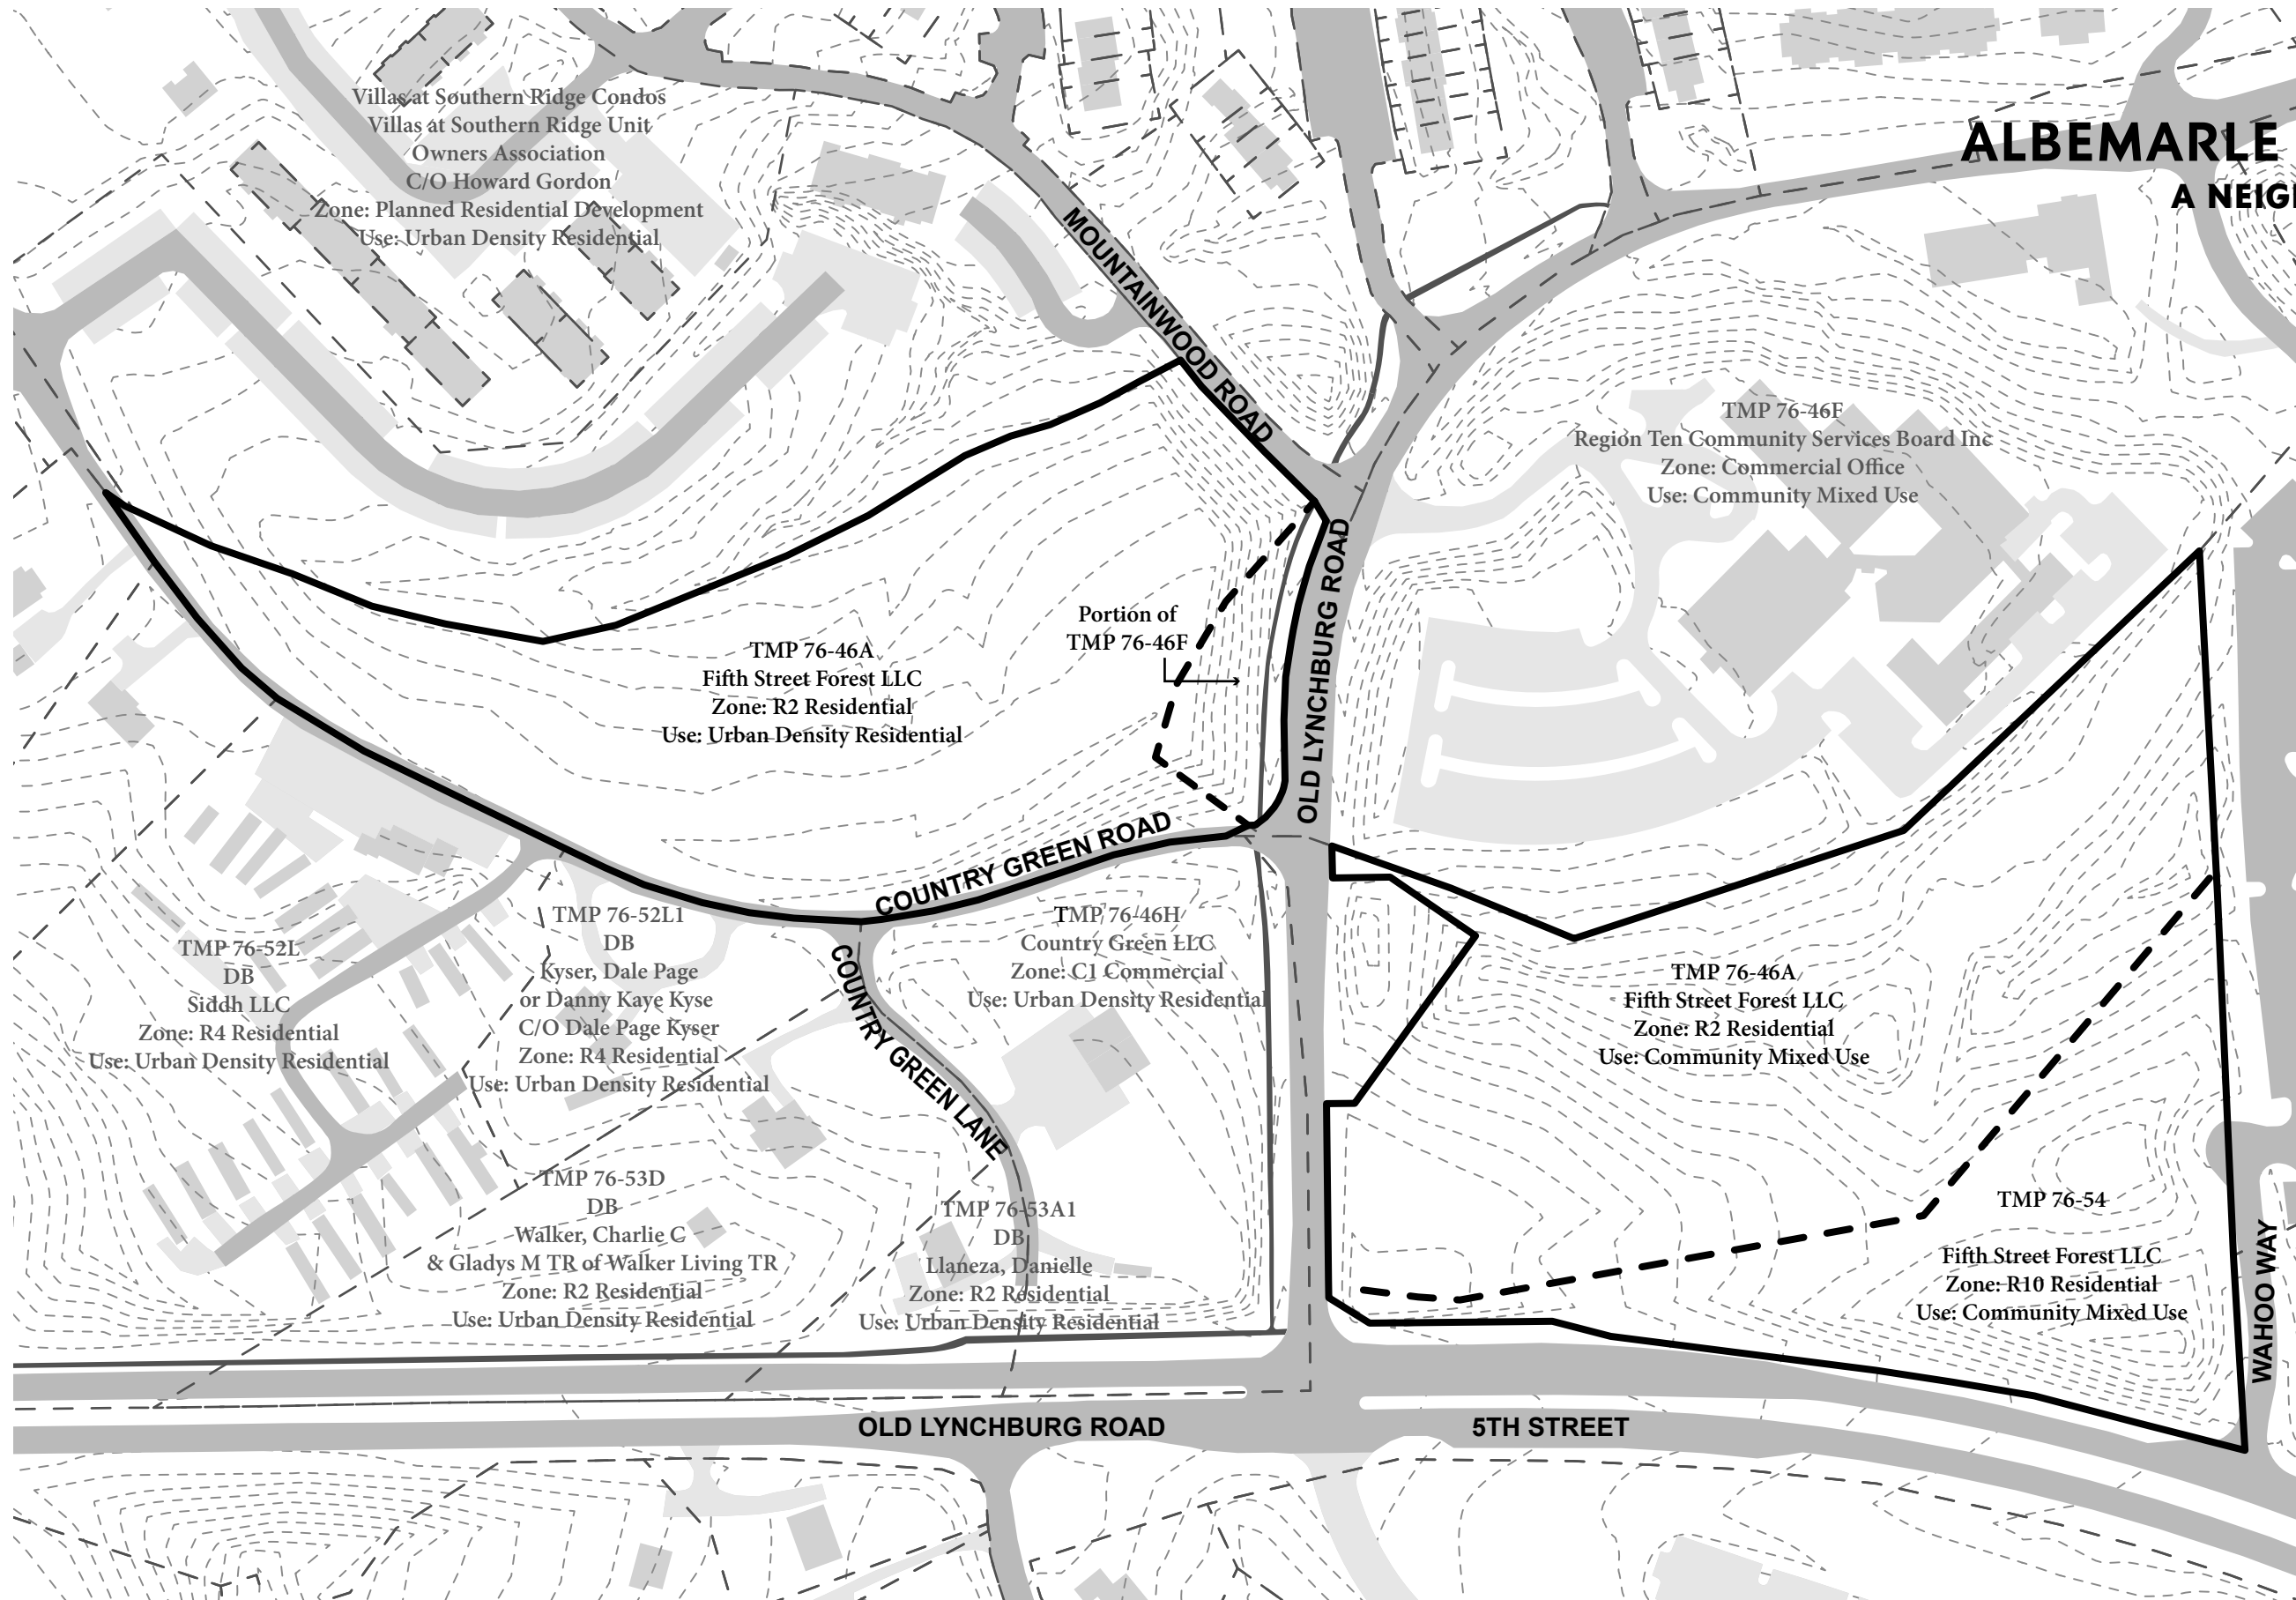 Villas at Southern Ridge Condos
Villas at Southern Ridge Unit
Owners Association
C/O Howard Gordon
Zone: Planned Residential Development
Use: Urban Density Residential
ALBEMARLE
A NEIG
MOUNTAINWOOD ROAD
TMP 76-46F
Region Ten Community Services Board Inc
Zone: Commercial Office
Use: Community Mixed Use
OLD LYNCHBURG ROAD
Portion of
TMP 76-46F
TMP 76-46A
Fifth Street Forest LLC
Zone: R2 Residential
Use: Urban Density Residential
COUNTRY GREEN ROAD
TMP 76-52L
DB
Siddh LLC
Zone: R4 Residential
Use: Urban Density Residential
TMP 76-52L1
DB
Kyser, Dale Page
or Danny Kaye Kyse
C/O Dale Page Kyser
Zone: R4 Residential
Use: Urban Density Residential
COUNTRY GREEN LANE
TMP 76-46H
Country Green LLC
Zone: C1 Commercial
Use: Urban Density Residential
TMP 76-46A
Fifth Street Forest LLC
Zone: R2 Residential
Use: Community Mixed Use
TMP 76-53D
DB
Walker, Charlie C
& Gladys M TR of Walker Living TR
Zone: R2 Residential
Use: Urban Density Residential
TMP 76-53A1
DB
Llaneza, Danielle
Zone: R2 Residential
Use: Urban Density Residential
TMP 76-54
Fifth Street Forest LLC
Zone: R10 Residential
Use: Community Mixed Use
WAHOO WAY
OLD LYNCHBURG ROAD
5TH STREET